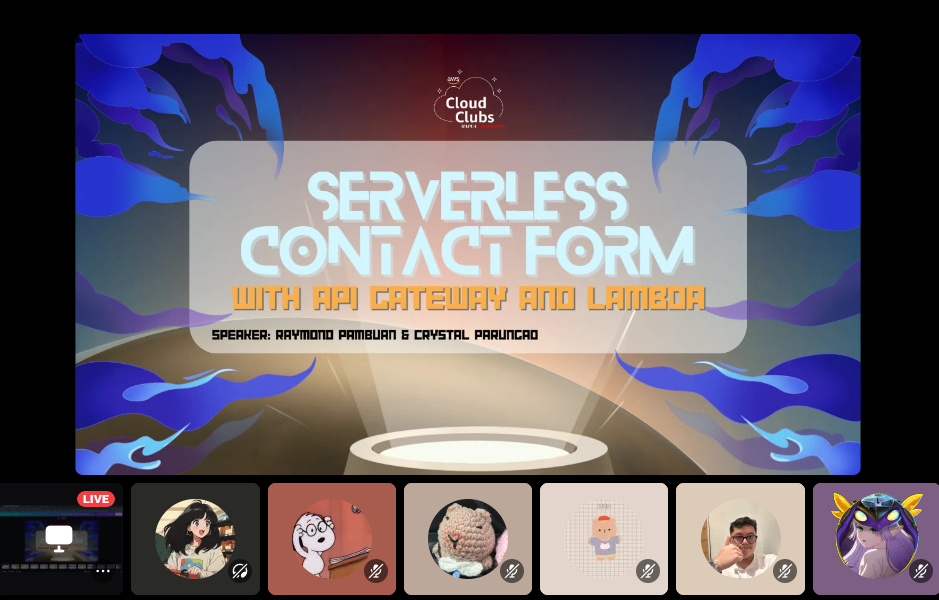 aws
Cloud
Clubs
SERVERLESS
CONTACT FORM
WITH API GATEWAY AND LAMBDA
SPEAKER: RAYMOND PAMBUAN & CRYSTAL PARUNGAO
LIVE